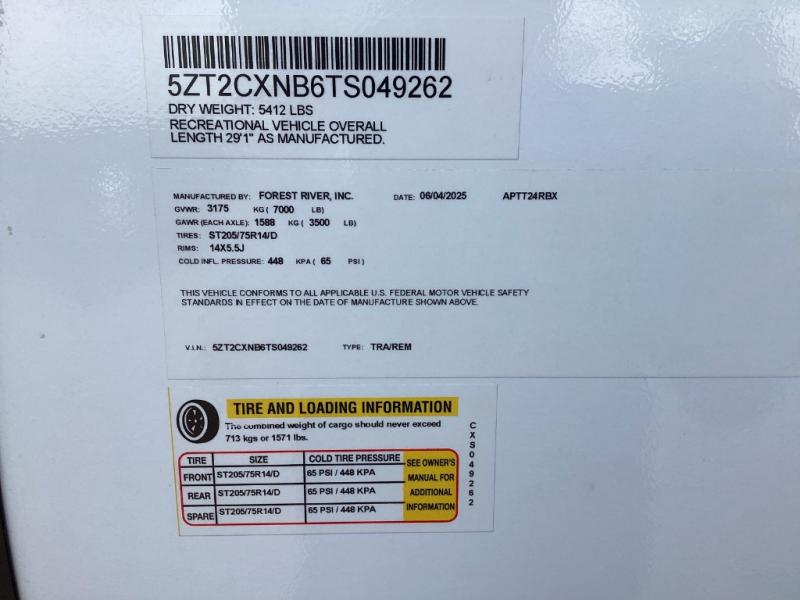 5ZT2CXNB6TS049262
DRY WEIGHT: 5412 LBS
RECREATIONAL VEHICLE OVERALL
LENGTH 29'1" AS MANUFACTURED.
MANUFACTURED BY: FOREST RIVER, INC. DATE: 06/04/2025 APTT24RBX
GVWR: 3175 KG ( 7000 LB)
GAWR (EACH AXLE): 1588 KG ( 3500 LB)
TIRES: ST205/75R14/D
RIMS: 14X5.5J
COLD INFL. PRESSURE: 448 KPA ( 65 PSI )
THIS VEHICLE CONFORMS TO ALL APPLICABLE U.S. FEDERAL MOTOR VEHICLE SAFETY
STANDARDS IN EFFECT ON THE DATE OF MANUFACTURE SHOWN ABOVE.
V.I.N.: 5ZT2CXNB6TS049262 TYPE: TRA/REM
TIRE AND LOADING INFORMATION
The combined weight of cargo should never exceed
713 kgs or 1571 lbs.
TIRE SIZE COLD TIRE PRESSURE
FRONT ST205/75R14/D 65 PSI / 448 KPA
REAR ST205/75R14/D 65 PSI / 448 KPA
SPARE ST205/75R14/D 65 PSI / 448 KPA
SEE OWNER'S
MANUAL FOR
ADDITIONAL
INFORMATION
CXS049262